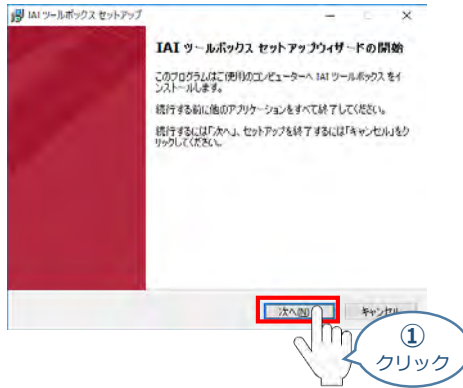 IAI ツールボックス セットアップ
IAI ツールボックス セットアップウィザードの開始
このプログラムはご使用のコンピューターへ IAI ツールボックス をイ
ンストールします。
続行する前に他のアプリケーションをすべて終了してください。
続行するには「次へ」、セットアップを終了するには「キャンセル」をク
リックしてください。
次へ(N)
キャンセル
①
クリック